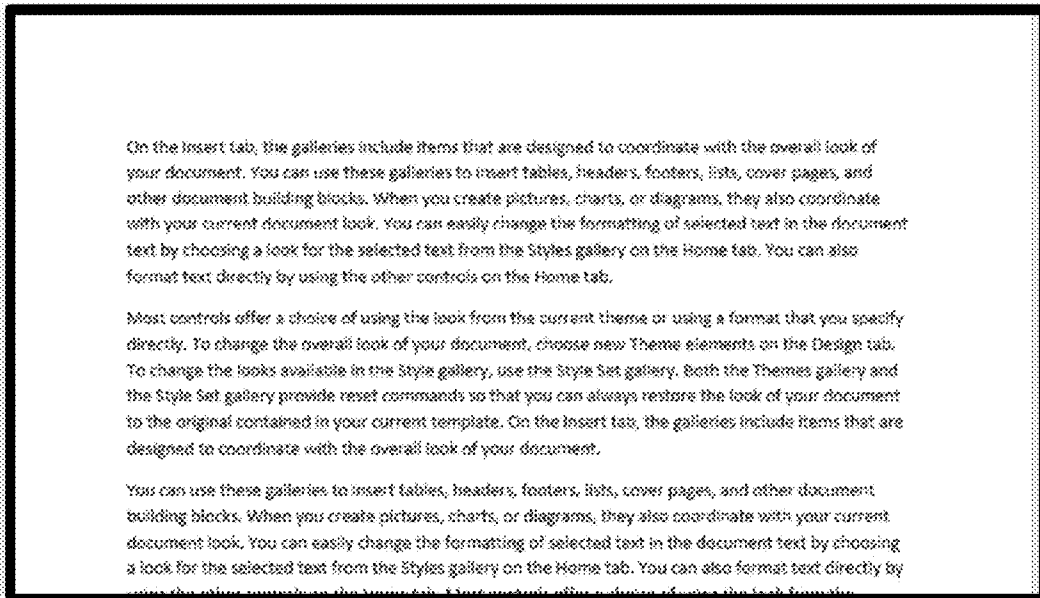 On the Insert tab, the galleries include items that are designed to coordinate with the overall look of
your document. You can use these galleries to insert tables, headers, footers, lists, cover pages, and
other document building blocks. When you create pictures, charts, or diagrams, they also coordinate
with your current document look. You can easily change the formatting of selected text in the document
text by choosing a look for the selected text from the Styles gallery on the Home tab. You can also
format text directly by using the other controls on the Home tab.
Most controls offer a choice of using the look from the current theme or using a format that you specify
directly. To change the overall look of your document, choose new Theme elements on the Design tab.
To change the looks available in the Style gallery, use the Style Set gallery. Both the Themes gallery and
the Style Set gallery provide reset commands so that you can always restore the look of your document
to the original contained in your current template. On the Insert tab, the galleries include items that are
designed to coordinate with the overall look of your document.
You can use these galleries to insert tables, headers, footers, lists, cover pages, and other document
building blocks. When you create pictures, charts, or diagrams, they also coordinate with your current
document look. You can easily change the formatting of selected text in the document text by choosing
a look for the selected text from the Styles gallery on the Home tab. You can also format text directly by